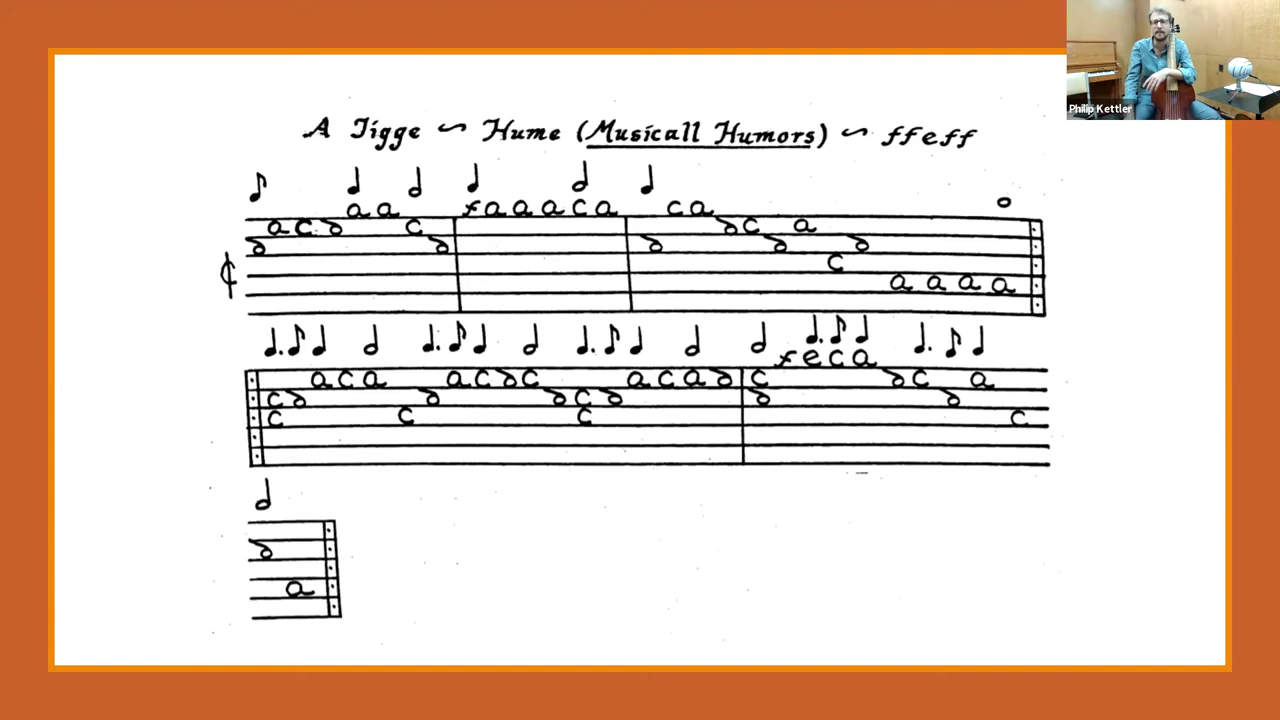 Philip Kettler
A Jigge ~ Hume (Musicall Humors) ~ ffeff
d a c d a a c d f a a a c a d c a d c d a c d a a a a
c c d a c a c d a c d c d c c d a c a d c d f e c a d c d a c
d a